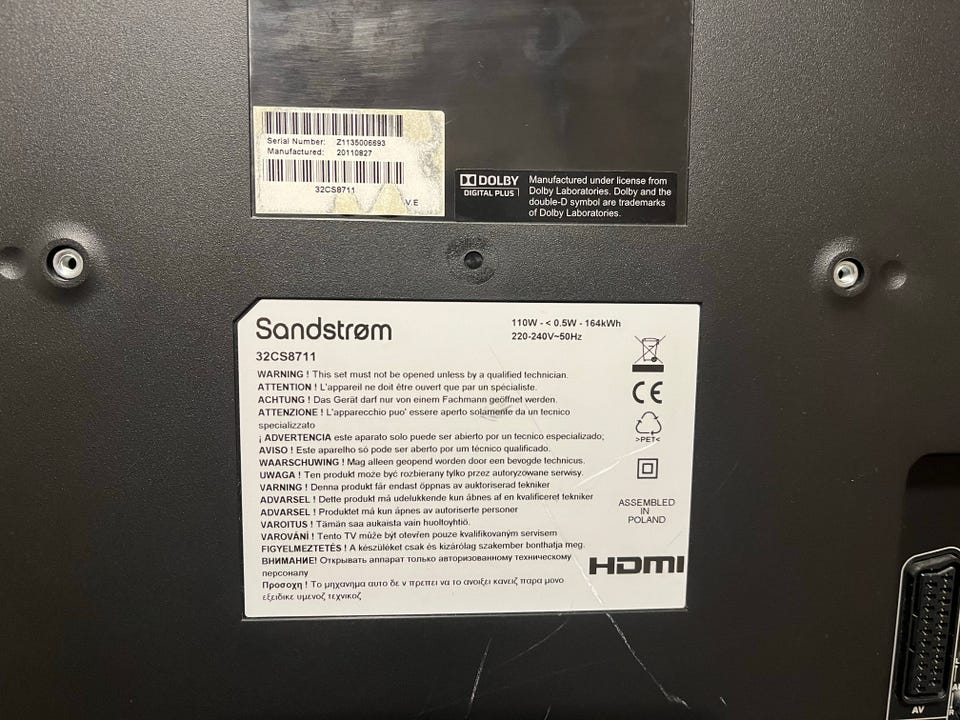 Serial Number: Z1135006693
Manufactured: 20110827
32CS8711
V.E
DOLBY
DIGITAL PLUS
Manufactured under license from
Dolby Laboratories. Dolby and the
double-D symbol are trademarks
of Dolby Laboratories.
Sandstrøm
32CS8711
110W - < 0.5W - 164kWh
220-240V~50Hz
WARNING ! This set must not be opened unless by a qualified technician.
ATTENTION ! L'appareil ne doit être ouvert que par un spécialiste.
ACHTUNG ! Das Gerät darf nur von einem Fachmann geöffnet werden.
ATTENZIONE ! L'apparecchio puo' essere aperto solamente da un tecnico
specializzato
¡ ADVERTENCIA este aparato solo puede ser abierto por un tecnico especializado;
AVISO ! Este aparelho só pode ser aberto por um técnico qualificado.
WAARSCHUWING ! Mag alleen geopend worden door een bevogde technicus.
UWAGA ! Ten produkt może być rozbierany tylko przez autoryzowane serwisy.
VARNING ! Denna produkt får endast öppnas av auktoriserad tekniker
ADVARSEL ! Dette produkt må udelukkende kun åbnes af en kvalificeret tekniker
ADVARSEL ! Produktet må kun åpnes av autoriserte personer
VAROITUS ! Tämän saa aukaista vain huoltoyhtiö.
VAROVÁNÍ ! Tento TV může být otevřen pouze kvalifikovaným servisem
FIGYELMEZTETÉS ! A készüléket csak és kizárólag szakember bonthatja meg.
ВНИМАНИЕ! Открывать аппарат только авторизованному техническому
персоналу
Προσοχη ! Το μηχανημα αυτο δε ν πρεπει να το ανοιξει κανειζ παρα μονο
εξειδικε υμενοζ τεχνικοζ
CE
>PET<
ASSEMBLED
IN
POLAND
HDMI
AV